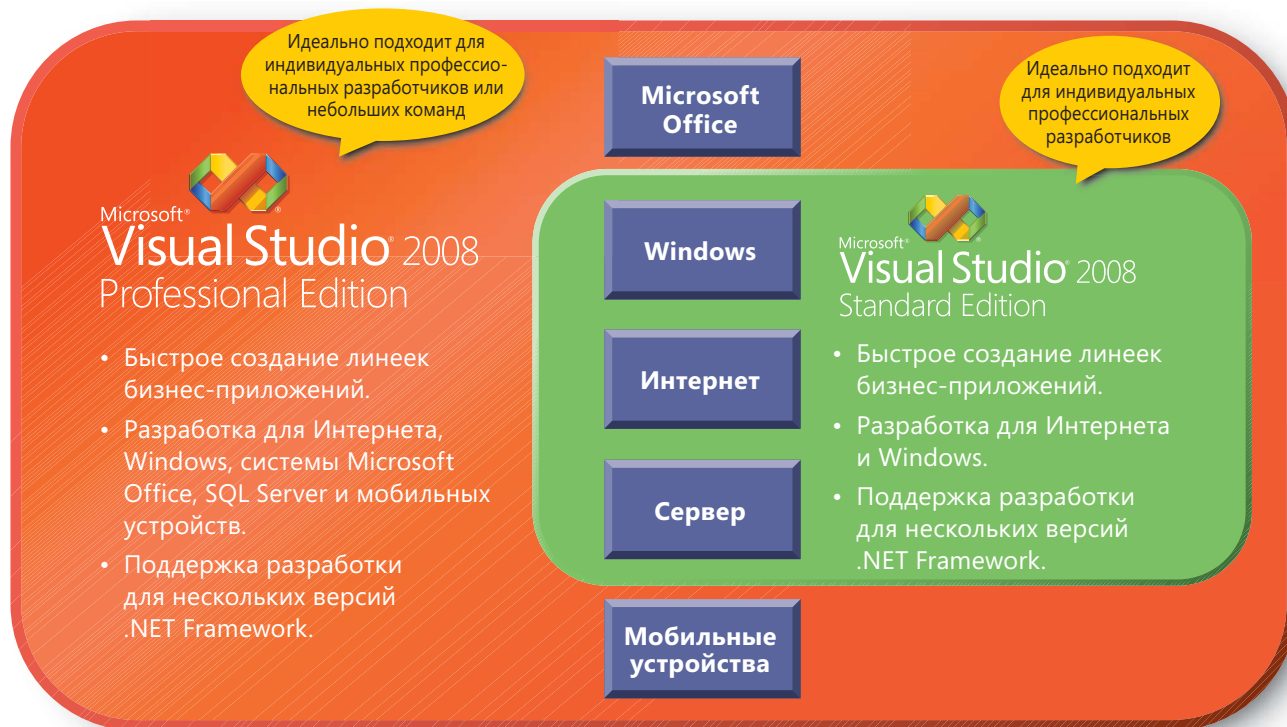 Идеально подходит для
индивидуальных профессио-
нальных разработчиков или
небольших команд
Microsoft®
Visual Studio® 2008
Professional Edition
• Быстрое создание линеек
бизнес-приложений.
• Разработка для Интернета,
Windows, системы Microsoft
Office, SQL Server и мобильных
устройств.
• Поддержка разработки
для нескольких версий
.NET Framework.
Microsoft
Office
Windows
Интернет
Сервер
Мобильные
устройства
Идеально подходит
для индивидуальных
профессиональных
разработчиков
Microsoft®
Visual Studio® 2008
Standard Edition
• Быстрое создание линеек
бизнес-приложений.
• Разработка для Интернета
и Windows.
• Поддержка разработки
для нескольких версий
.NET Framework.